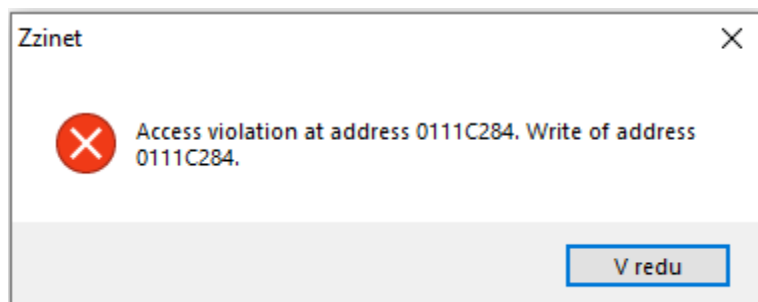 Zzinet
Access violation at address 0111C284. Write of address
0111C284.
V redu